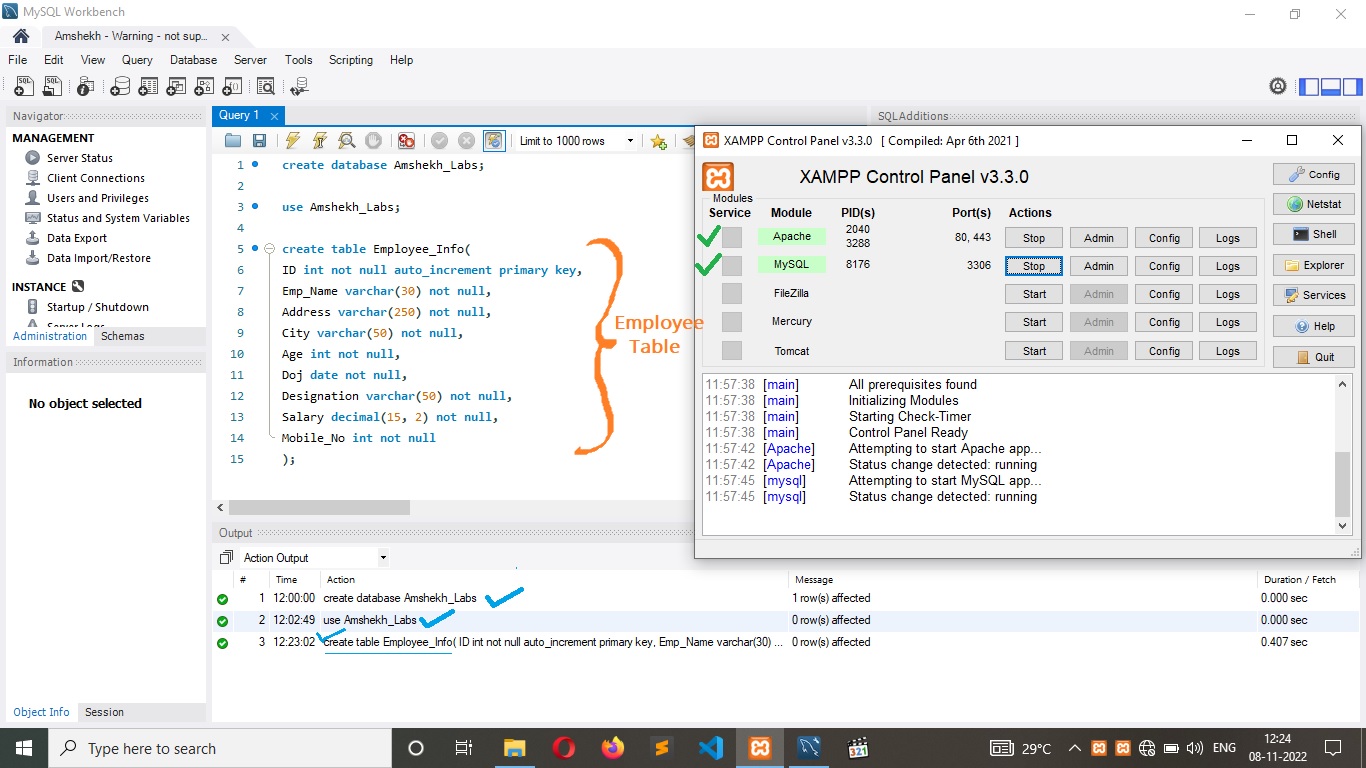 MySQL Workbench
Amshekh - Warning - not sup...
File Edit View Query Database Server Tools Scripting Help
Navigator
MANAGEMENT
Server Status
Client Connections
Users and Privileges
Status and System Variables
Data Export
Data Import/Restore
INSTANCE
Startup / Shutdown
Server Logs
Administration Schemas
Information
No object selected
Object Info Session
Query 1
SQLAdditions
Limit to 1000 rows
1 create database Amshekh_Labs;
2
3 use Amshekh_Labs;
4
5 create table Employee_Info(
6 ID int not null auto_increment primary key,
7 Emp_Name varchar(30) not null,
8 Address varchar(250) not null,
9 City varchar(50) not null,
10 Age int not null,
11 Doj date not null,
12 Designation varchar(50) not null,
13 Salary decimal(15, 2) not null,
14 Mobile_No int not null
15 );
Employee
Table
XAMPP Control Panel v3.3.0 [ Compiled: Apr 6th 2021 ]
XAMPP Control Panel v3.3.0
Modules
Service Module PID(s) Port(s) Actions
Apache 2040 3288 80, 443 Stop Admin Config Logs
MySQL 8176 3306 Stop Admin Config Logs
FileZilla Start Admin Config Logs
Mercury Start Admin Config Logs
Tomcat Start Admin Config Logs
Config
Netstat
Shell
Explorer
Services
Help
Quit
11:57:38 [main] All prerequisites found
11:57:38 [main] Initializing Modules
11:57:38 [main] Starting Check-Timer
11:57:38 [main] Control Panel Ready
11:57:42 [Apache] Attempting to start Apache app...
11:57:42 [Apache] Status change detected: running
11:57:45 [mysql] Attempting to start MySQL app...
11:57:45 [mysql] Status change detected: running
Output
Action Output
# Time Action Message Duration / Fetch
1 12:00:00 create database Amshekh_Labs 1 row(s) affected 0.000 sec
2 12:02:49 use Amshekh_Labs 0 row(s) affected 0.000 sec
3 12:23:02 create table Employee_Info( ID int not null auto_increment primary key, Emp_Name varchar(30) ... 0 row(s) affected 0.407 sec
Type here to search
321
29°C
ENG
12:24
08-11-2022